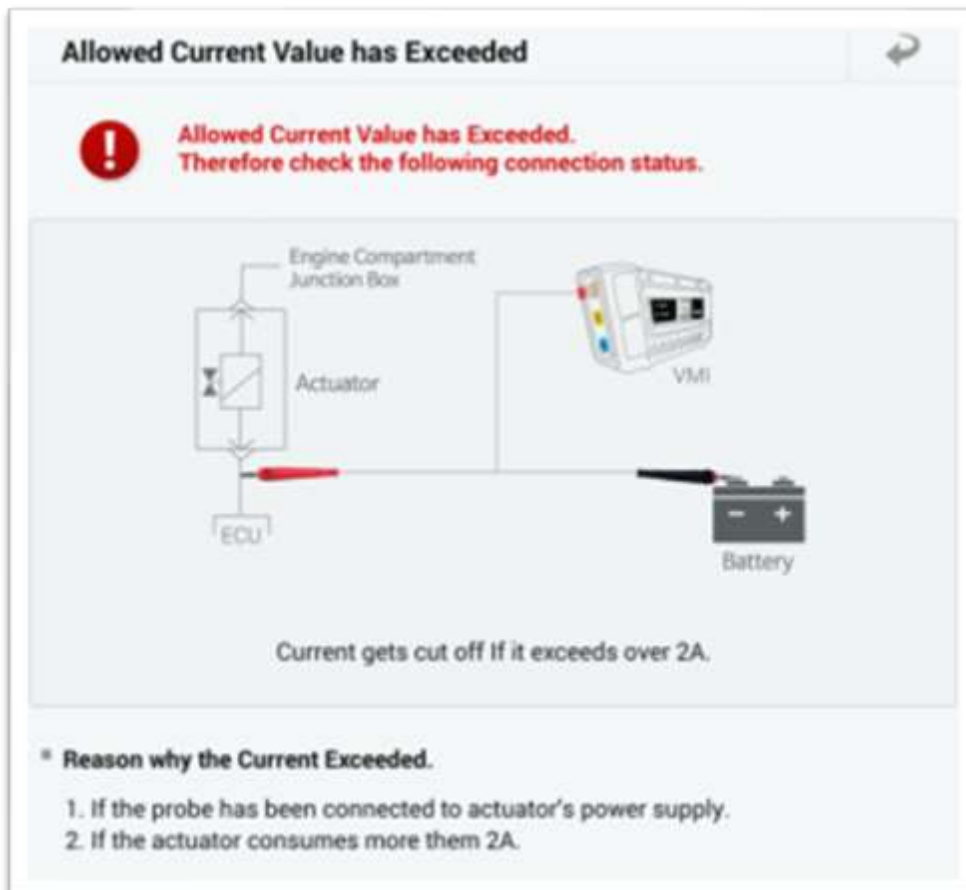 Allowed Current Value has Exceeded
Allowed Current Value has Exceeded.
Therefore check the following connection status.
Engine Compartment
Junction Box
Actuator
VMI
ECU
Battery
Current gets cut off If it exceeds over 2A.
Reason why the Current Exceeded.
1. If the probe has been connected to actuator's power supply.
2. If the actuator consumes more them 2A.